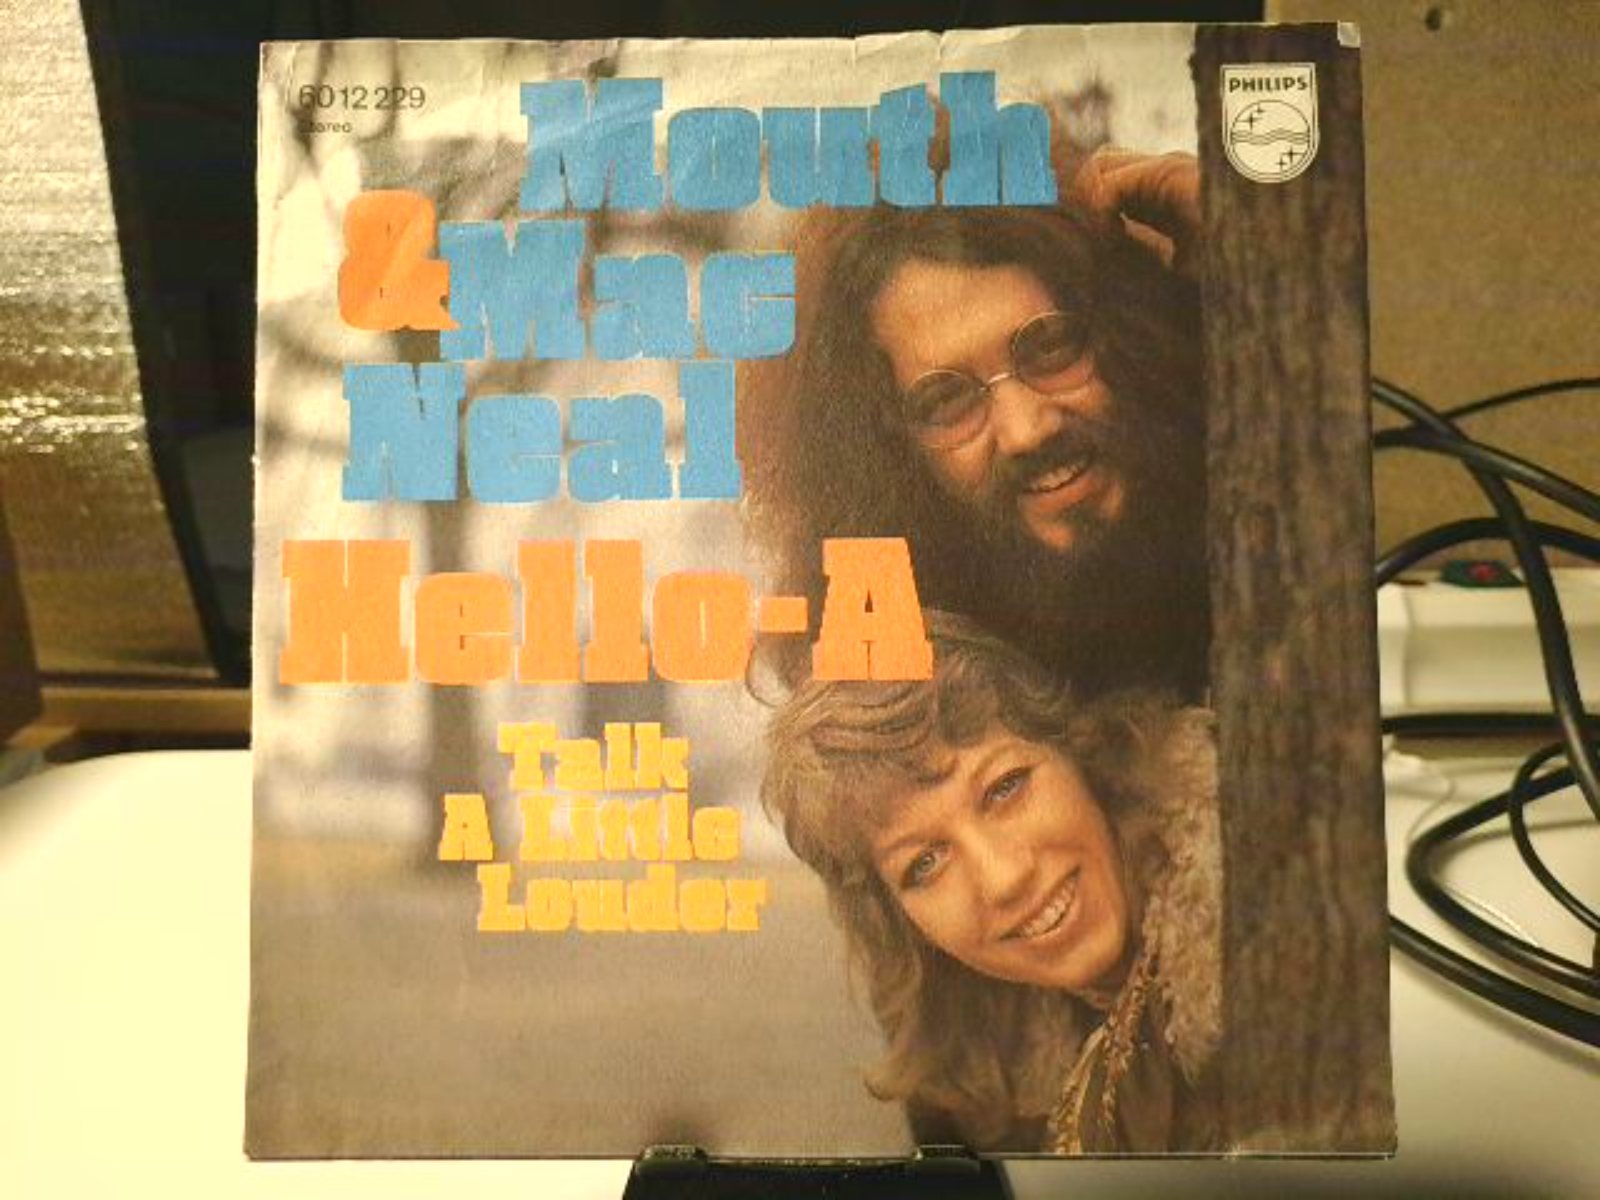 6012 229
Stereo
PHILIPS
Mouth
& Mac
Neal
Hello-A
Talk
A Little
Louder